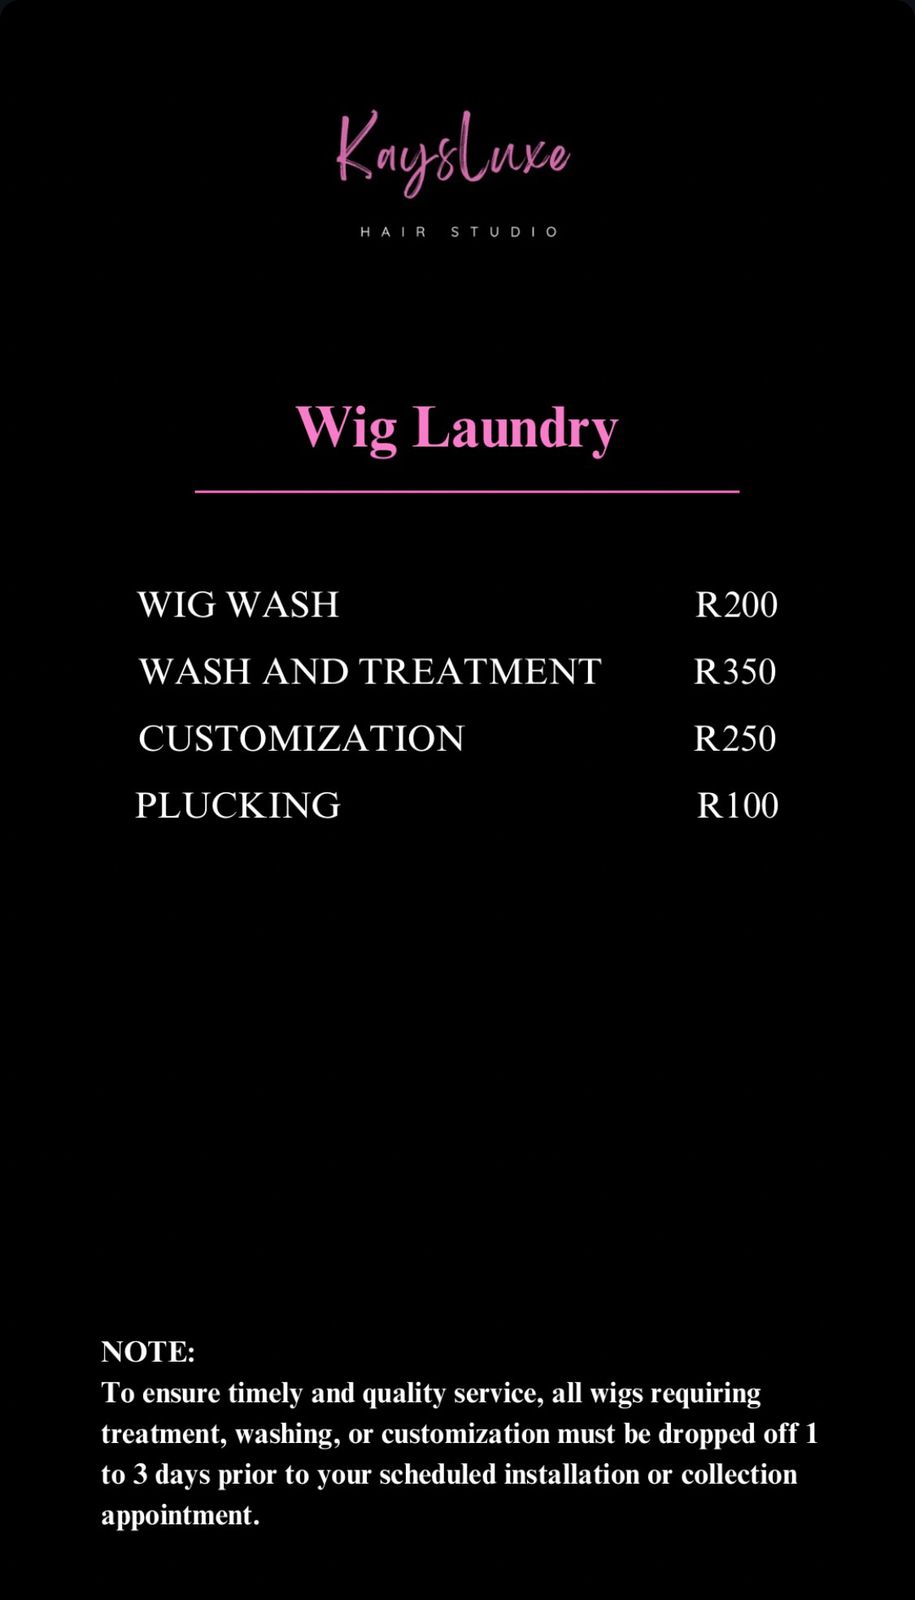 KaysLuxe
HAIR STUDIO
Wig Laundry
WIG WASH R200
WASH AND TREATMENT R350
CUSTOMIZATION R250
PLUCKING R100
NOTE:
To ensure timely and quality service, all wigs requiring
treatment, washing, or customization must be dropped off 1
to 3 days prior to your scheduled installation or collection
appointment.